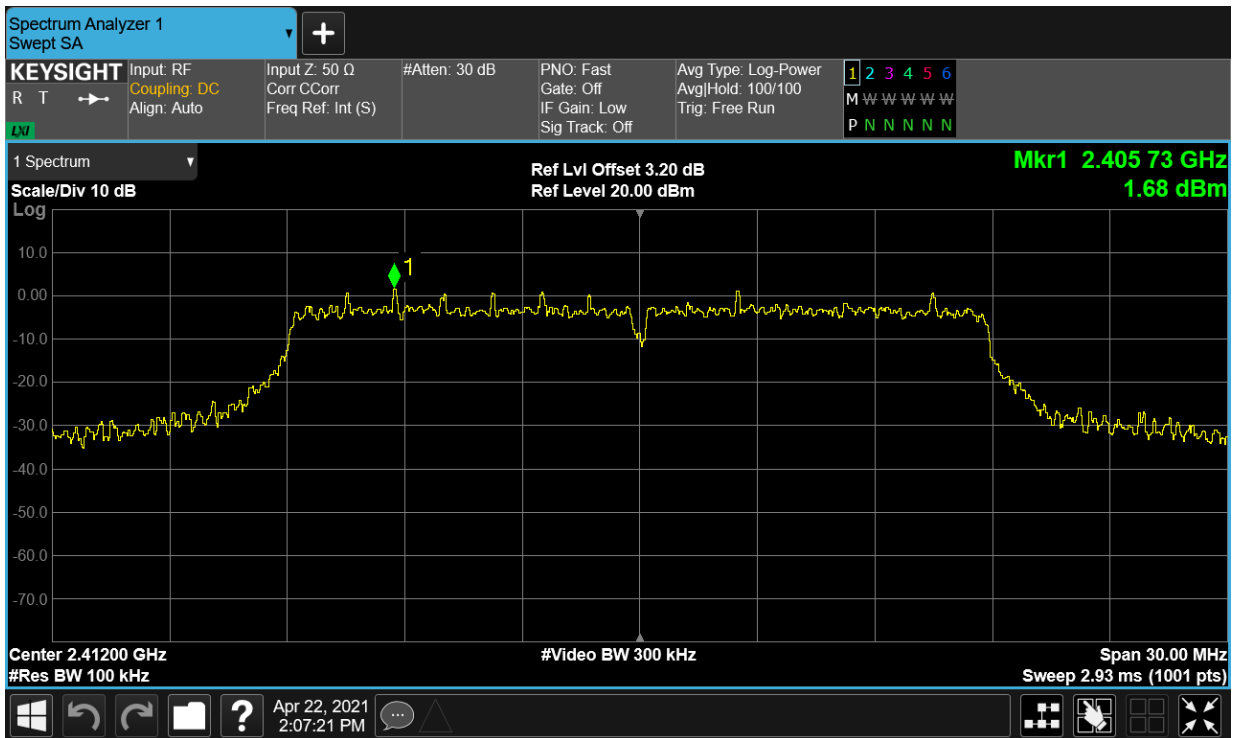 Spectrum Analyzer 1
Swept SA
+
KEYSIGHT
R T
LXI
Input: RF
Coupling: DC
Align: Auto
Input Z: 50 Ω
Corr CCorr
Freq Ref: Int (S)
#Atten: 30 dB
PNO: Fast
Gate: Off
IF Gain: Low
Sig Track: Off
Avg Type: Log-Power
Avg|Hold: 100/100
Trig: Free Run
1 2 3 4 5 6
M W W W W W
P N N N N N
1 Spectrum
Scale/Div 10 dB
Ref Lvl Offset 3.20 dB
Ref Level 20.00 dBm
Mkr1 2.405 73 GHz
1.68 dBm
Log
10.0
0.00
-10.0
-20.0
-30.0
-40.0
-50.0
-60.0
-70.0
1
Center 2.41200 GHz
#Res BW 100 kHz
#Video BW 300 kHz
Span 30.00 MHz
Sweep 2.93 ms (1001 pts)
?
Apr 22, 2021
2:07:21 PM